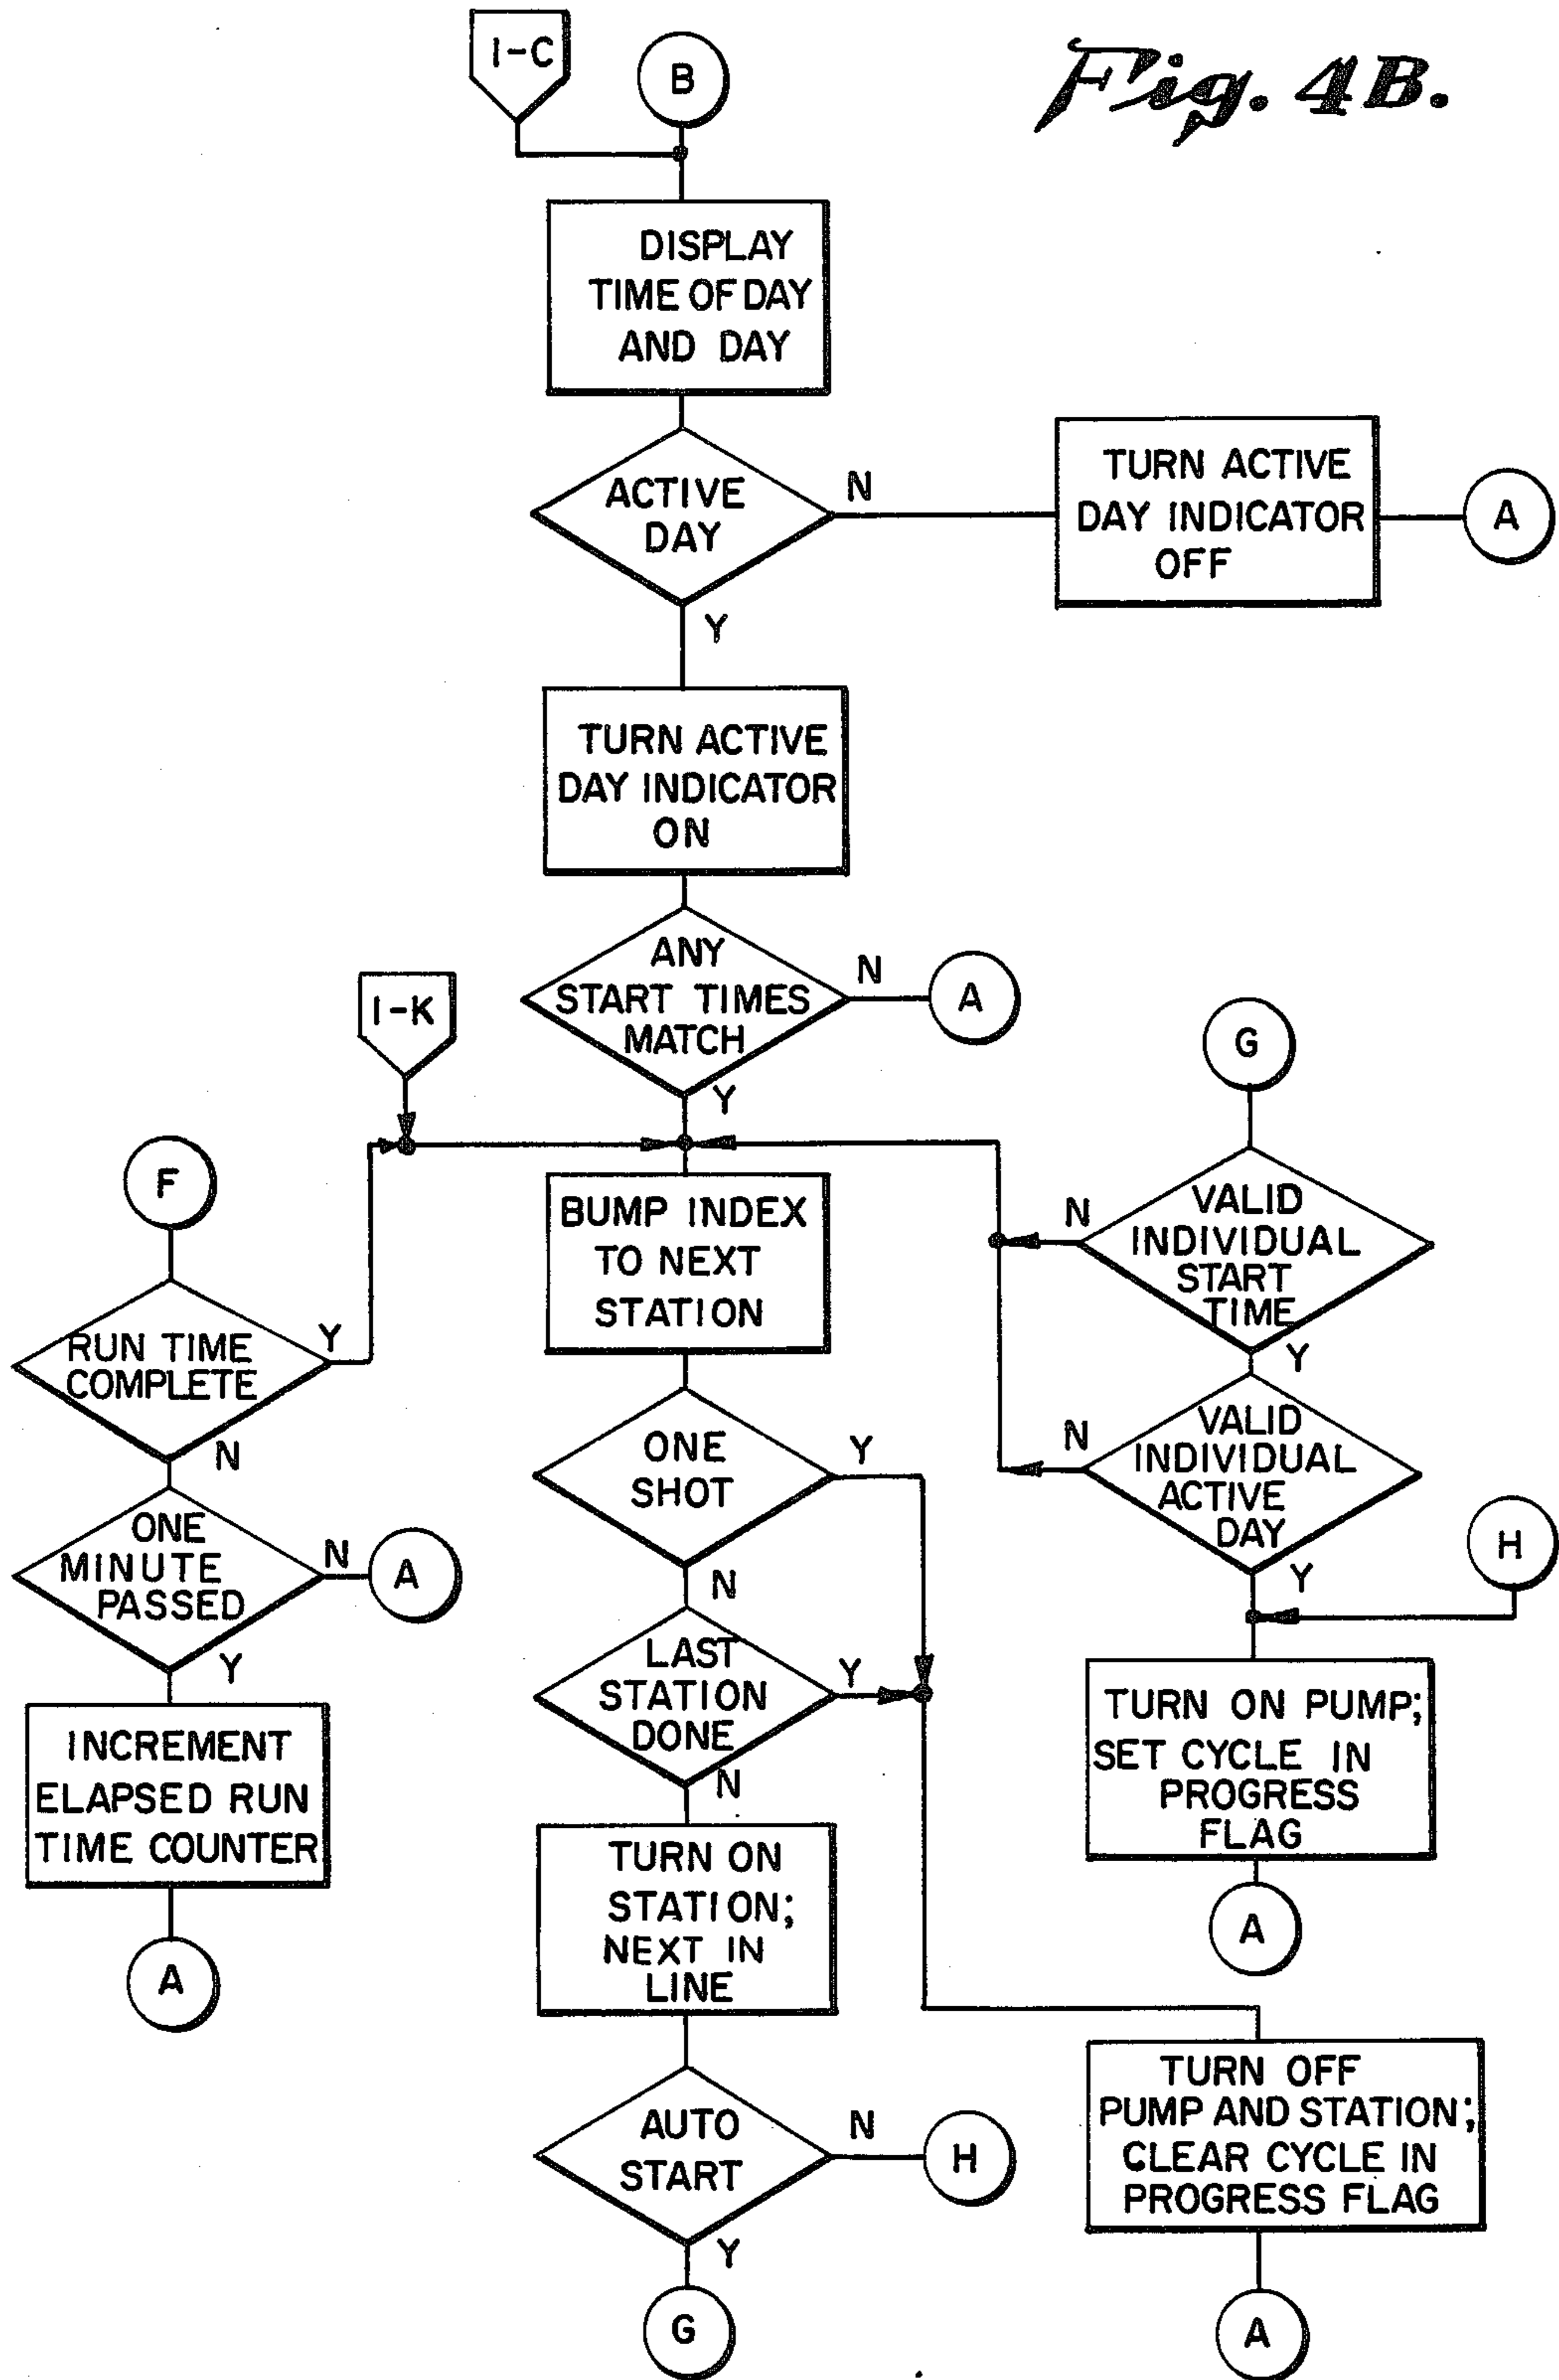 Fig. 4B.
I-C
B
DISPLAY
TIME OF DAY
AND DAY
ACTIVE
DAY
N
TURN ACTIVE
DAY INDICATOR
OFF
A
Y
TURN ACTIVE
DAY INDICATOR
ON
ANY
START TIMES
MATCH
N
A
Y
I-K
F
RUN TIME
COMPLETE
Y
N
ONE
MINUTE
PASSED
N
A
Y
INCREMENT
ELAPSED RUN
TIME COUNTER
A
BUMP INDEX
TO NEXT
STATION
ONE
SHOT
Y
N
LAST
STATION
DONE
Y
N
TURN ON
STATION;
NEXT IN
LINE
AUTO
START
N
H
Y
G
G
VALID
INDIVIDUAL
START
TIME
N
Y
VALID
INDIVIDUAL
ACTIVE
DAY
N
Y
H
TURN ON PUMP;
SET CYCLE IN
PROGRESS
FLAG
A
TURN OFF
PUMP AND STATION;
CLEAR CYCLE IN
PROGRESS FLAG
A